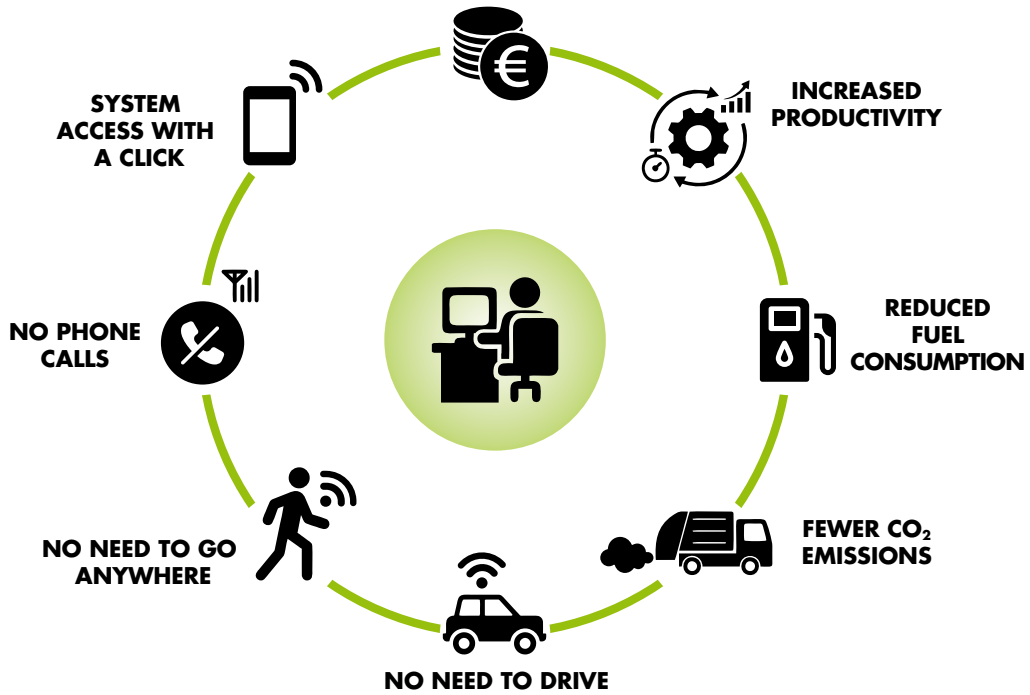 €
INCREASED
PRODUCTIVITY
REDUCED
FUEL
CONSUMPTION
FEWER CO₂
EMISSIONS
NO NEED TO DRIVE
NO NEED TO GO
ANYWHERE
NO PHONE
CALLS
SYSTEM
ACCESS WITH
A CLICK